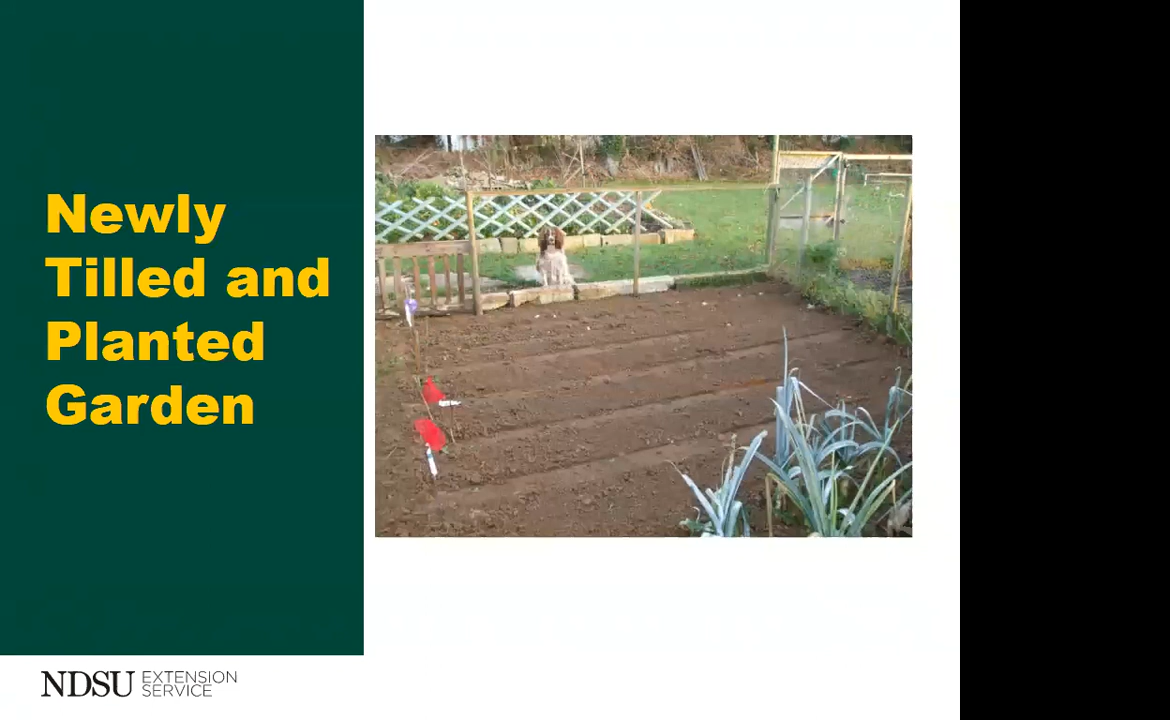 Newly
Tilled and
Planted
Garden
NDSU EXTENSION
SERVICE